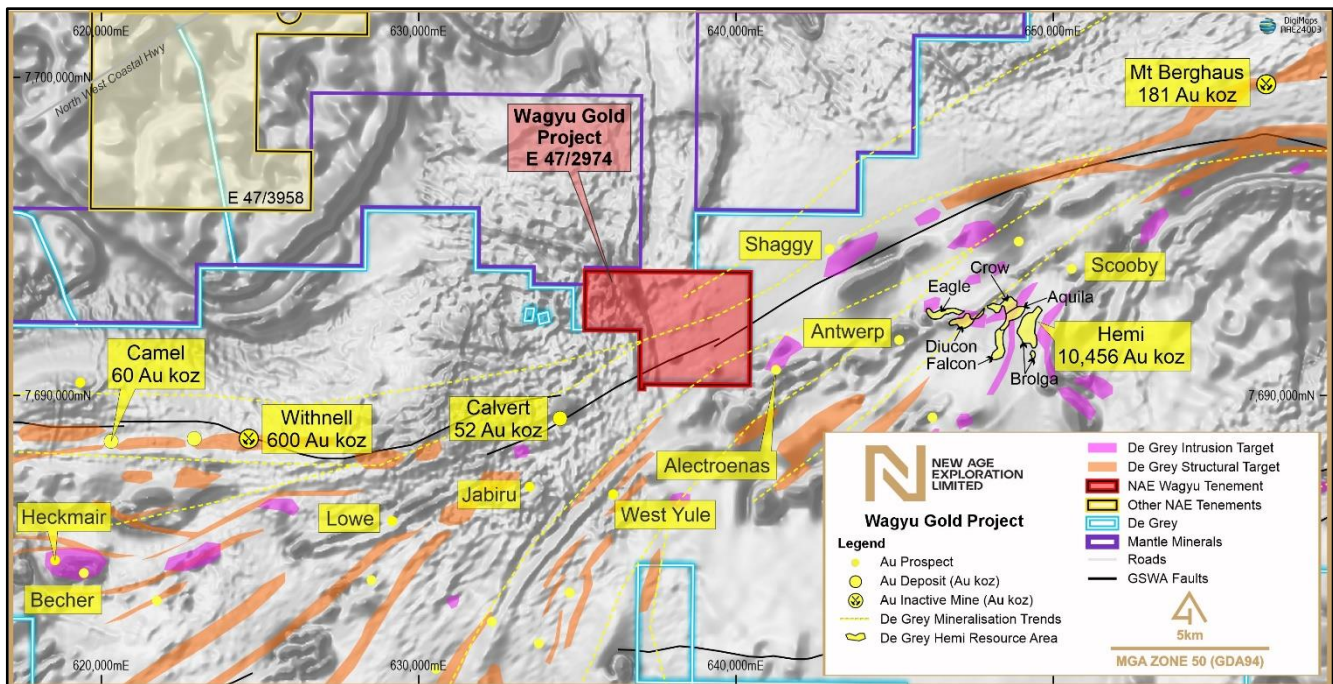 620,000mE
630,000mE
640,000mE
650,000mE
DigiMaps
NAE24003
7,700,000mN
North West Coastal Hwy
Mt Berghaus
181 Au koz
Wagyu Gold
Project
E 47/2974
E 47/3958
Shaggy
Scooby
Crow
Eagle
Aquila
Antwerp
Diucon
Falcon
Hemi
10,456 Au koz
Brolga
Camel
60 Au koz
Withnell
600 Au koz
Calvert
52 Au koz
7,690,000mN
7,690,000mN
Alectroenas
Jabiru
West Yule
Lowe
Heckmair
Becher
620,000mE
630,000mE
640,000mE
NEW AGE
EXPLORATION
LIMITED
Wagyu Gold Project
Legend
Au Prospect
Au Deposit (Au koz)
Au Inactive Mine (Au koz)
De Grey Mineralisation Trends
De Grey Hemi Resource Area
De Grey Intrusion Target
De Grey Structural Target
NAE Wagyu Tenement
Other NAE Tenements
De Grey
Mantle Minerals
Roads
GSWA Faults
5km
MGA ZONE 50 (GDA94)